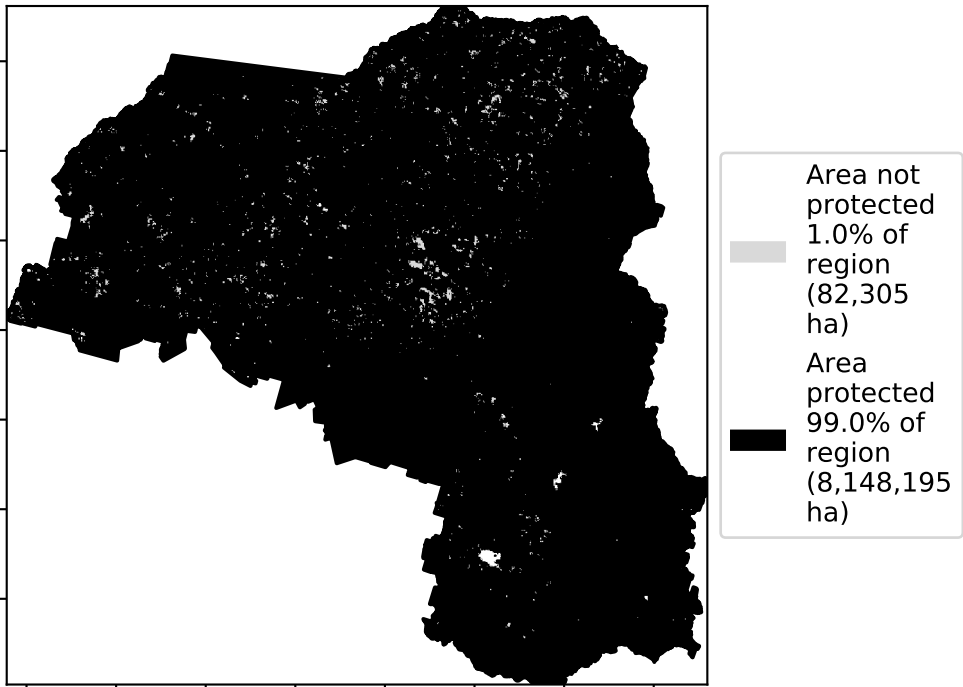 Area not
protected
1.0% of
region
(82,305
ha)
Area
protected
99.0% of
region
(8,148,195
ha)